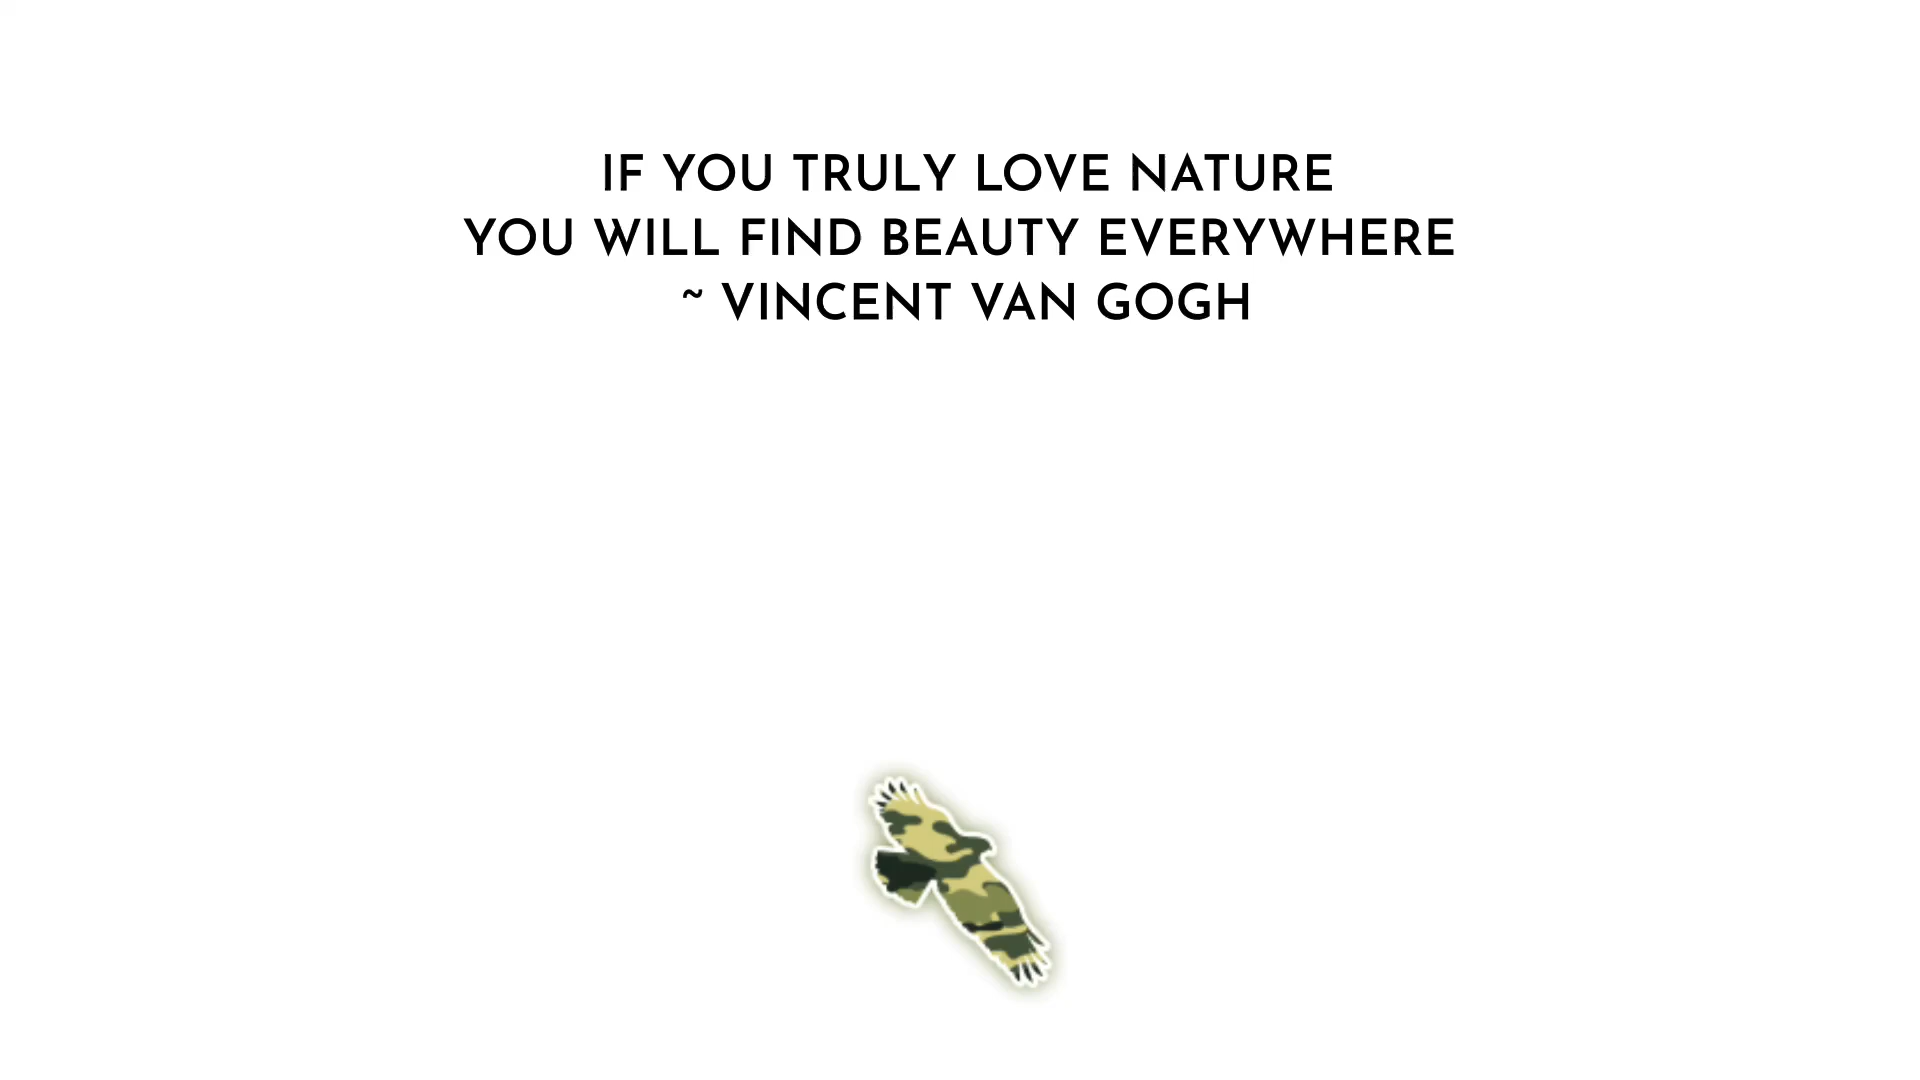 IF YOU TRULY LOVE NATURE
YOU WILL FIND BEAUTY EVERYWHERE
~ VINCENT VAN GOGH